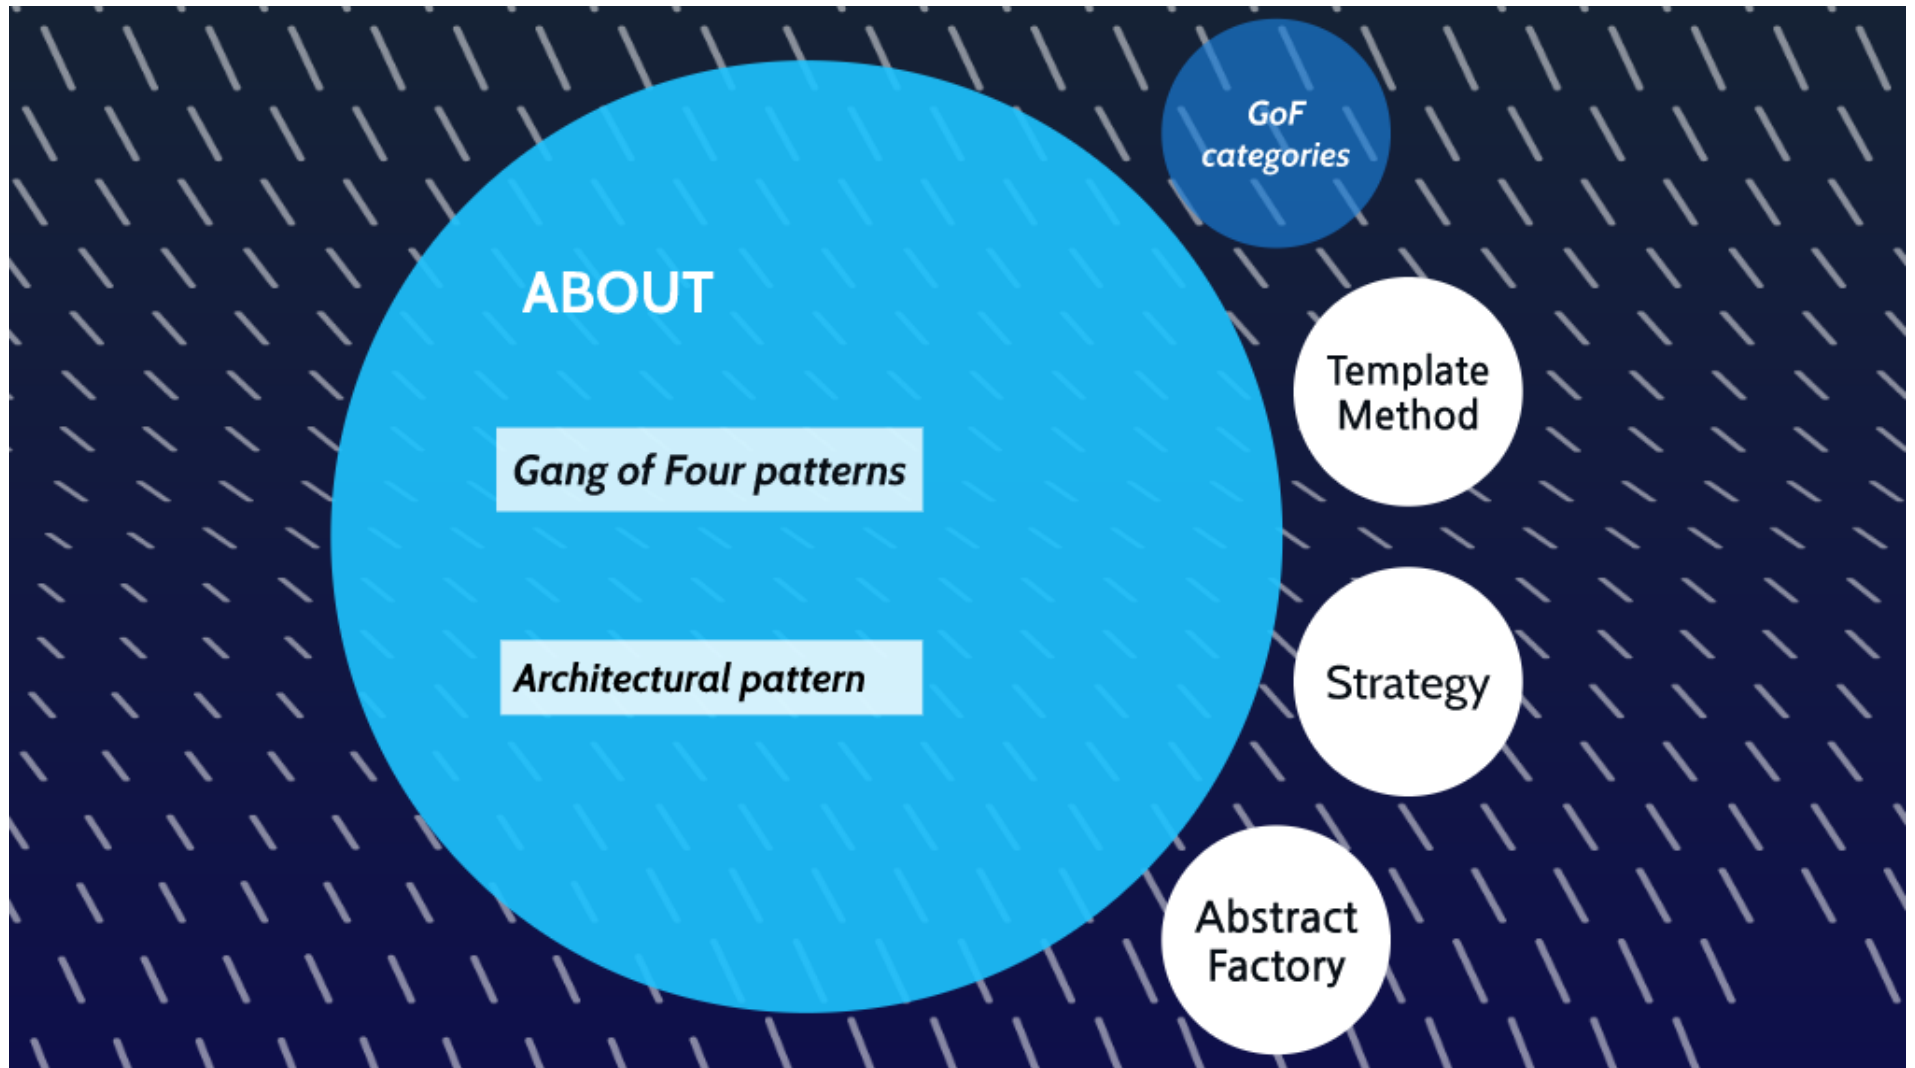 ABOUT
Gang of Four patterns
Architectural pattern
GoF
categories
Template
Method
Strategy
Abstract
Factory